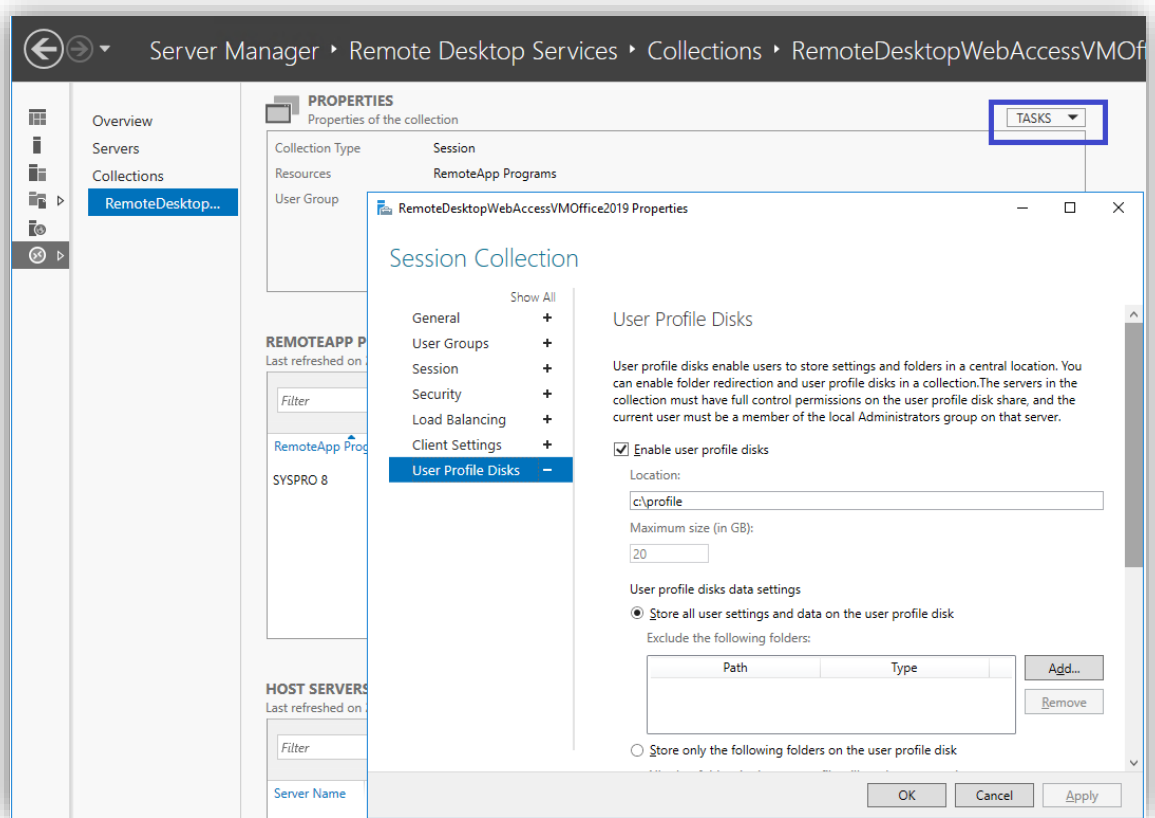 Server Manager ‣ Remote Desktop Services ‣ Collections ‣ RemoteDesktopWebAccessVMOf
Overview
Servers
Collections
RemoteDesktop...
PROPERTIES
Properties of the collection
TASKS
Collection Type Session
Resources RemoteApp Programs
User Group
REMOTEAPP P
Last refreshed on
Filter
RemoteApp Prog
SYSPRO 8
HOST SERVERS
Last refreshed on
Filter
Server Name
RemoteDesktopWebAccessVMOffice2019 Properties
Session Collection
Show All
General +
User Groups +
Session +
Security +
Load Balancing +
Client Settings +
User Profile Disks –
User Profile Disks
User profile disks enable users to store settings and folders in a central location. You
can enable folder redirection and user profile disks in a collection.The servers in the
collection must have full control permissions on the user profile disk share, and the
current user must be a member of the local Administrators group on that server.
Enable user profile disks
Location:
c:\profile
Maximum size (in GB):
20
User profile disks data settings
Store all user settings and data on the user profile disk
Exclude the following folders:
Path Type
Add...
Remove
Store only the following folders on the user profile disk
OK Cancel Apply